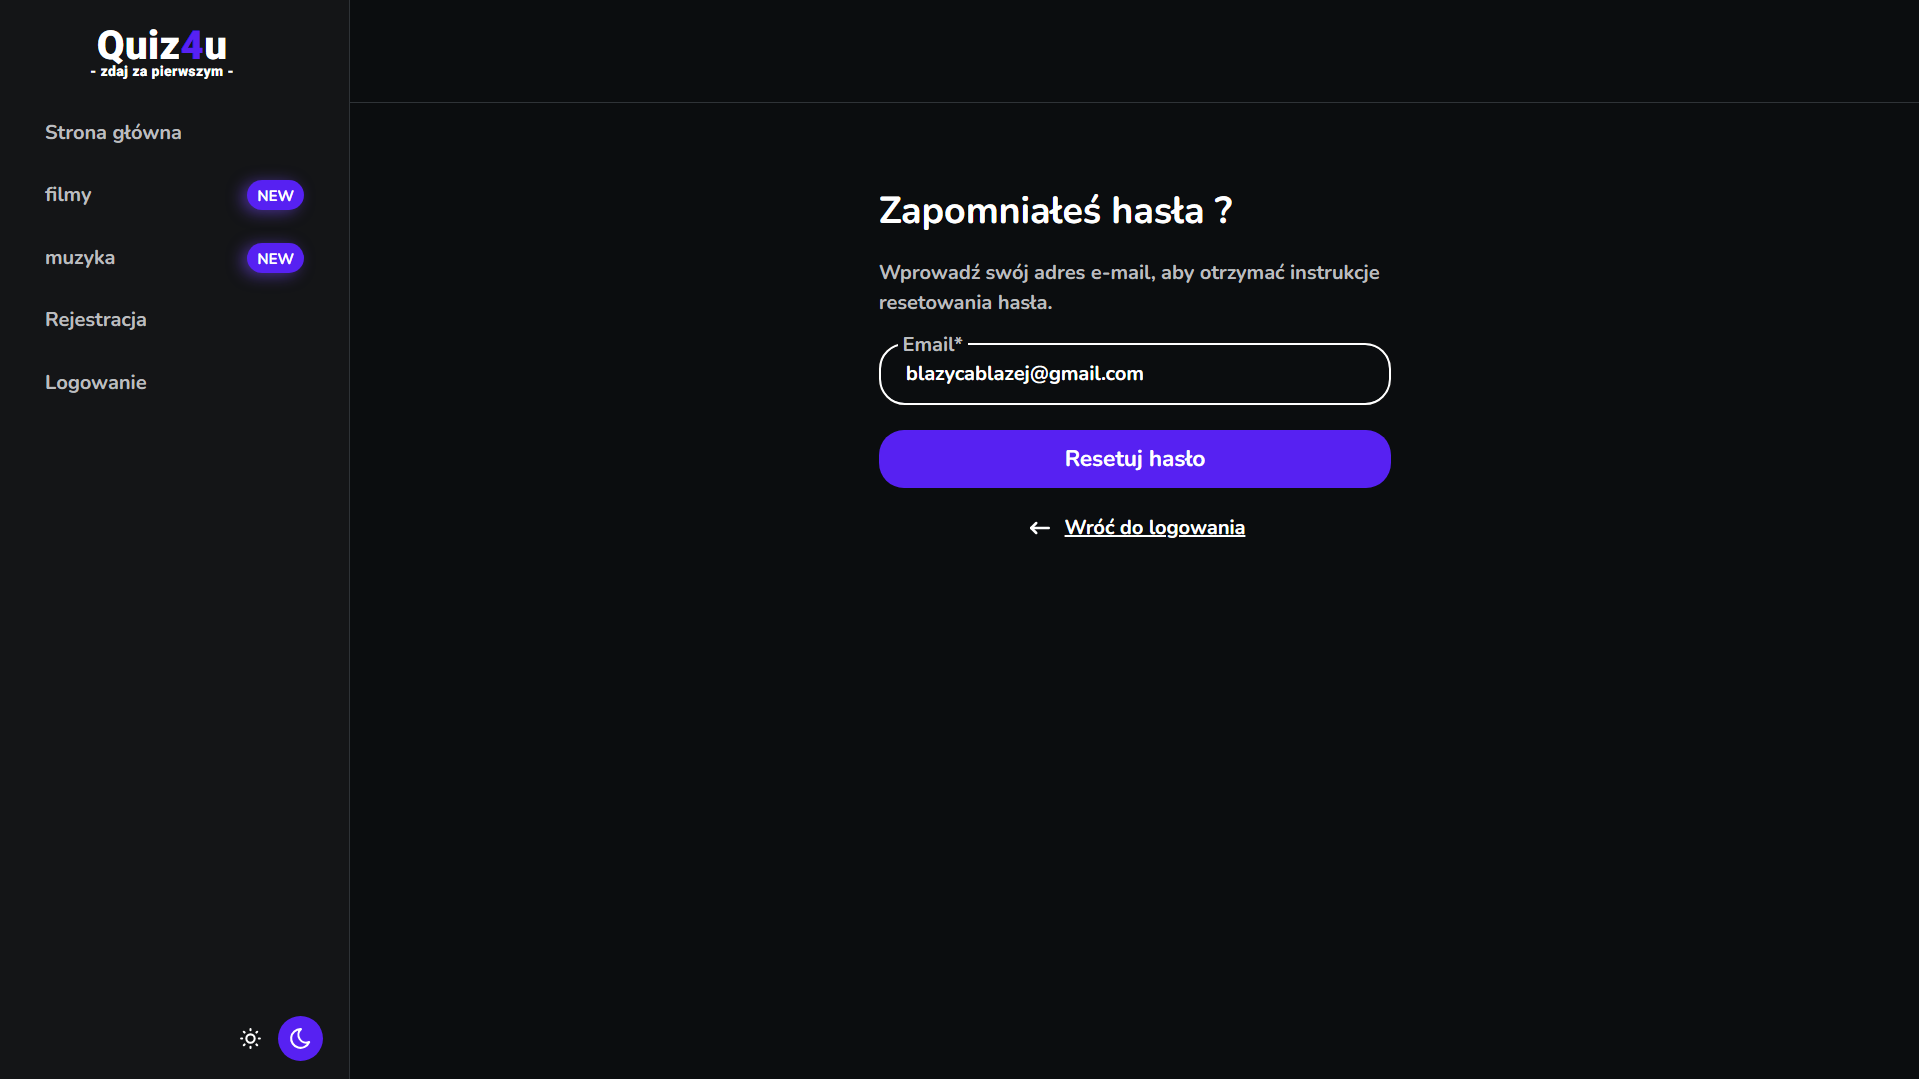 Quiz4u
- zdaj za pierwszym -
Strona główna
filmy NEW
muzyka NEW
Rejestracja
Logowanie
Zapomniałeś hasła ?
Wprowadź swój adres e-mail, aby otrzymać instrukcje
resetowania hasła.
Email*
blazycablazej@gmail.com
Resetuj hasło
Wróć do logowania